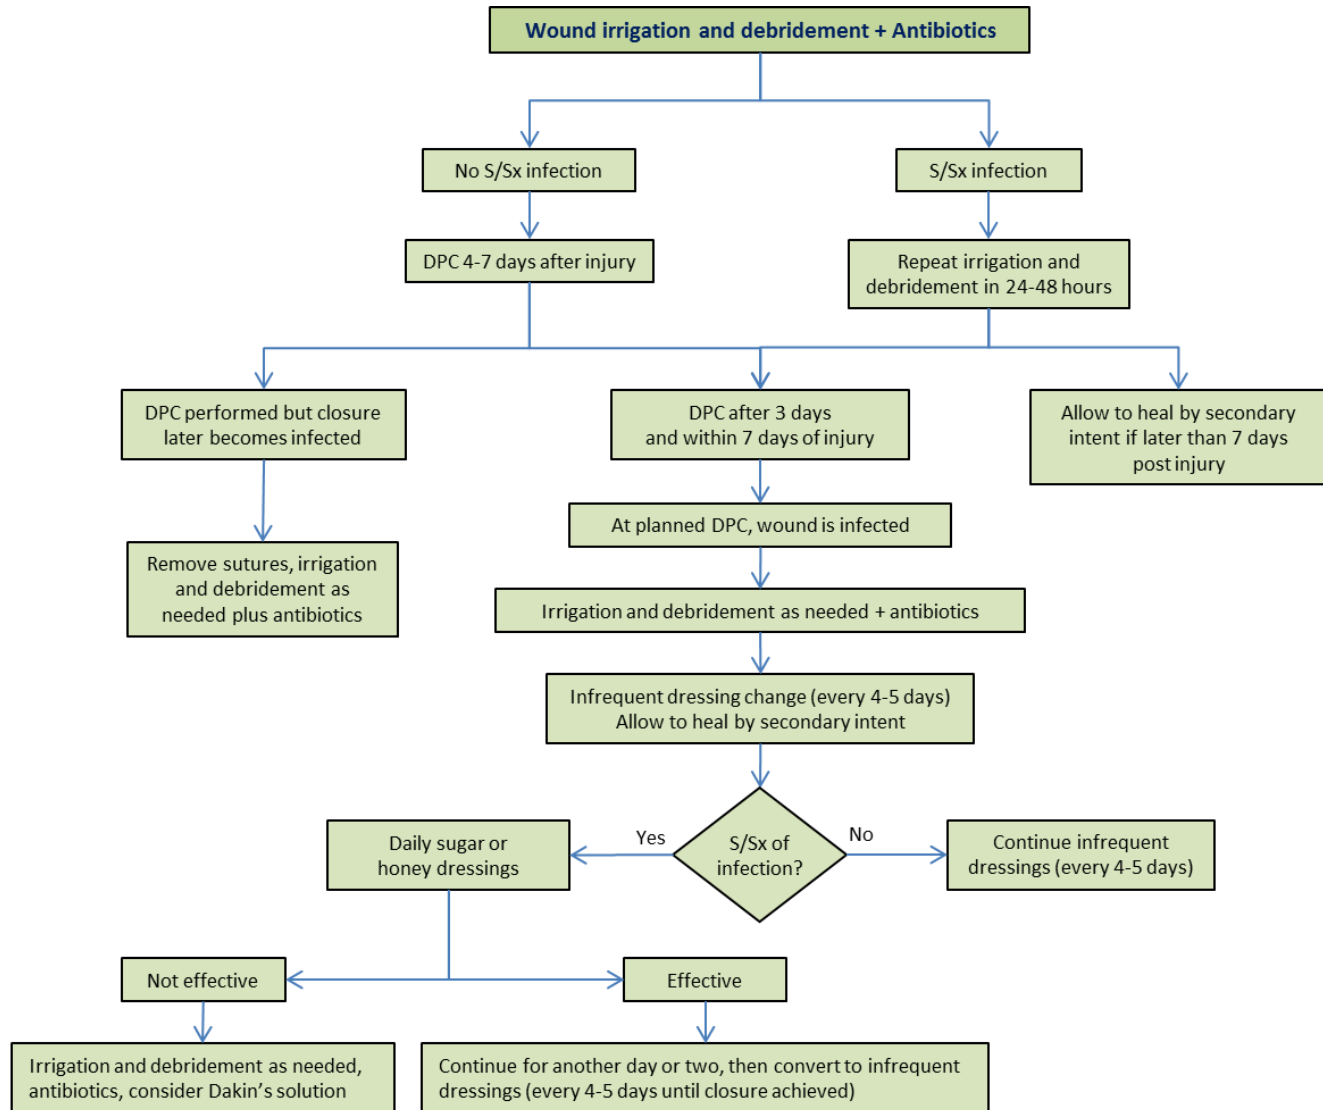 Wound irrigation and debridement + Antibiotics
No S/Sx infection
S/Sx infection
DPC 4-7 days after injury
Repeat irrigation and
debridement in 24-48 hours
DPC performed but closure
later becomes infected
DPC after 3 days
and within 7 days of injury
Allow to heal by secondary
intent if later than 7 days
post injury
At planned DPC, wound is infected
Remove sutures, irrigation
and debridement as
needed plus antibiotics
Irrigation and debridement as needed + antibiotics
Infrequent dressing change (every 4-5 days)
Allow to heal by secondary intent
Daily sugar or
honey dressings
Yes
S/Sx of
infection?
No
Continue infrequent
dressings (every 4-5 days)
Not effective
Effective
Irrigation and debridement as needed,
antibiotics, consider Dakin’s solution
Continue for another day or two, then convert to infrequent
dressings (every 4-5 days until closure achieved)